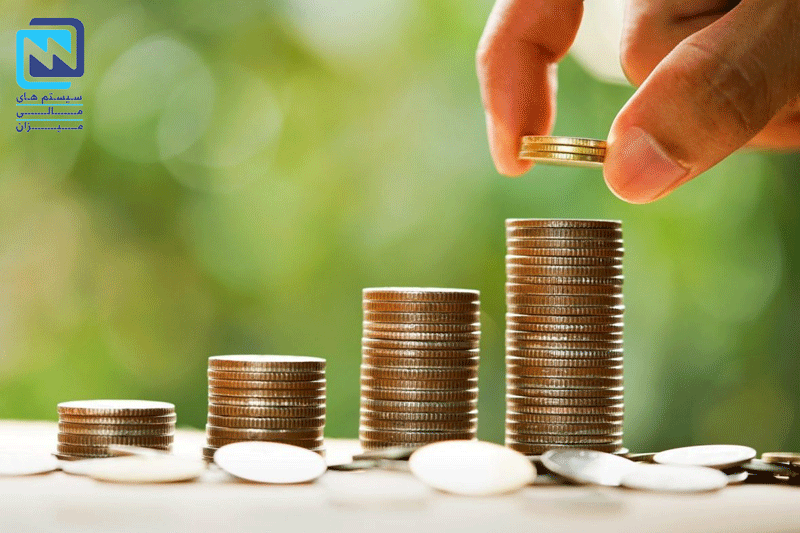 سیستم های
مالی
میزان